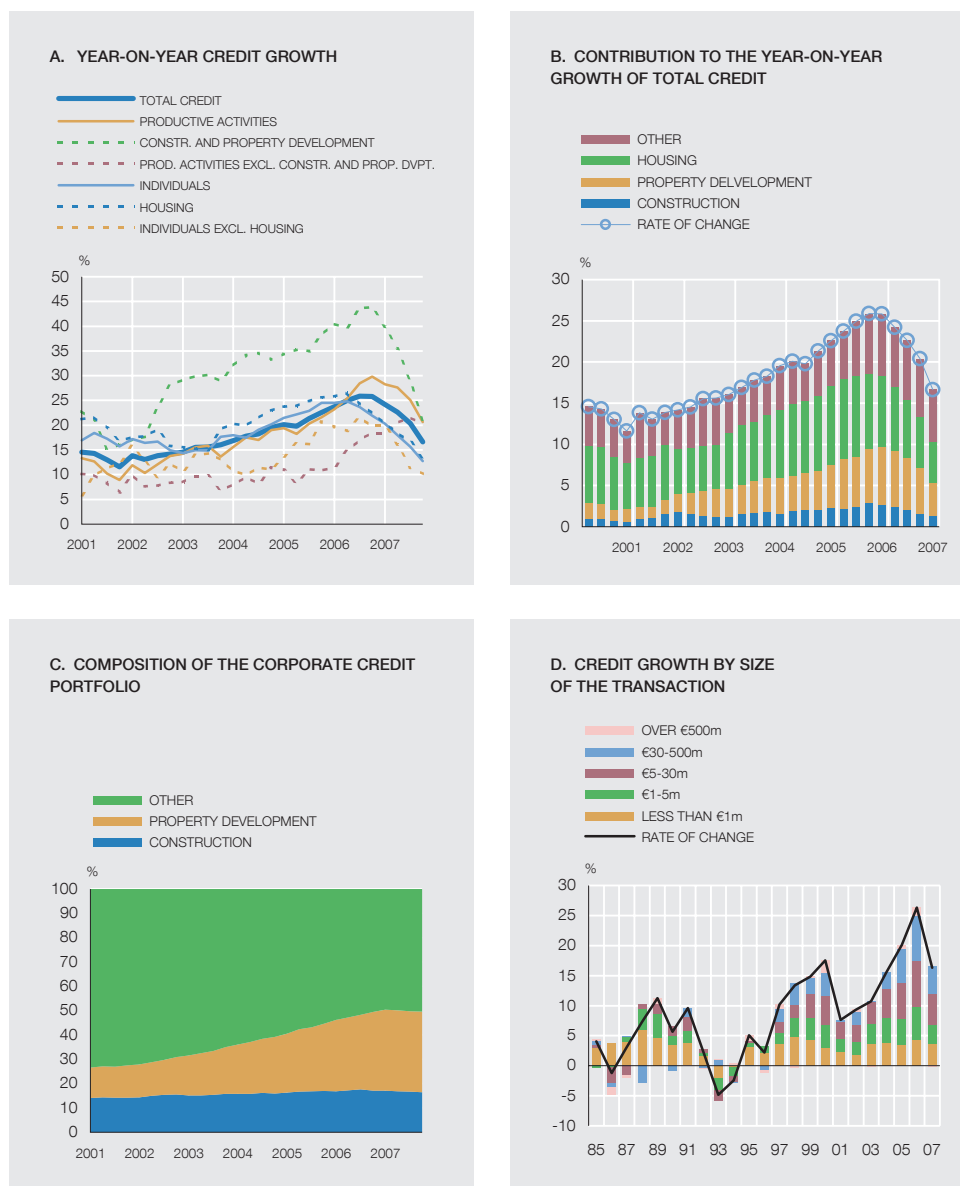 A. YEAR-ON-YEAR CREDIT GROWTH
TOTAL CREDIT
PRODUCTIVE ACTIVITIES
CONSTR. AND PROPERTY DEVELOPMENT
PROD. ACTIVITIES EXCL. CONSTR. AND PROP. DVPT.
INDIVIDUALS
HOUSING
INDIVIDUALS EXCL. HOUSING
%
50
45
40
35
30
25
20
15
10
5
0
2001 2002 2003 2004 2005 2006 2007
B. CONTRIBUTION TO THE YEAR-ON-YEAR
GROWTH OF TOTAL CREDIT
OTHER
HOUSING
PROPERTY DELVELOPMENT
CONSTRUCTION
RATE OF CHANGE
%
30
25
20
15
10
5
0
2001 2002 2003 2004 2005 2006 2007
C. COMPOSITION OF THE CORPORATE CREDIT
PORTFOLIO
OTHER
PROPERTY DEVELOPMENT
CONSTRUCTION
%
100
90
80
70
60
50
40
30
20
10
0
2001 2002 2003 2004 2005 2006 2007
D. CREDIT GROWTH BY SIZE
OF THE TRANSACTION
OVER €500m
€30-500m
€5-30m
€1-5m
LESS THAN €1m
RATE OF CHANGE
%
30
25
20
15
10
5
0
-5
-10
85 87 89 91 93 95 97 99 01 03 05 07